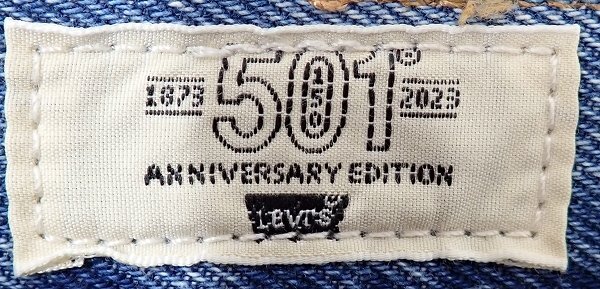 501®
1873 150 2023
ANNIVERSARY EDITION
LEVI'S